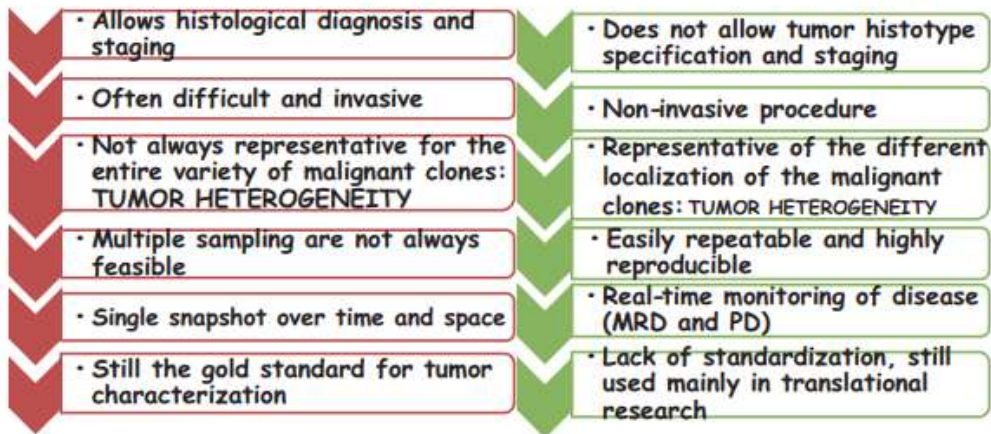 · Allows histological diagnosis and
staging
· Often difficult and invasive
· Not always representative for the
entire variety of malignant clones:
TUMOR HETEROGENEITY
· Multiple sampling are not always
feasible
· Single snapshot over time and space
· Still the gold standard for tumor
characterization
· Does not allow tumor histotype
specification and staging
· Non-invasive procedure
· Representative of the different
localization of the malignant
clones: TUMOR HETEROGENEITY
· Easily repeatable and highly
reproducible
· Real-time monitoring of disease
(MRD and PD)
· Lack of standardization, still
used mainly in translational
research